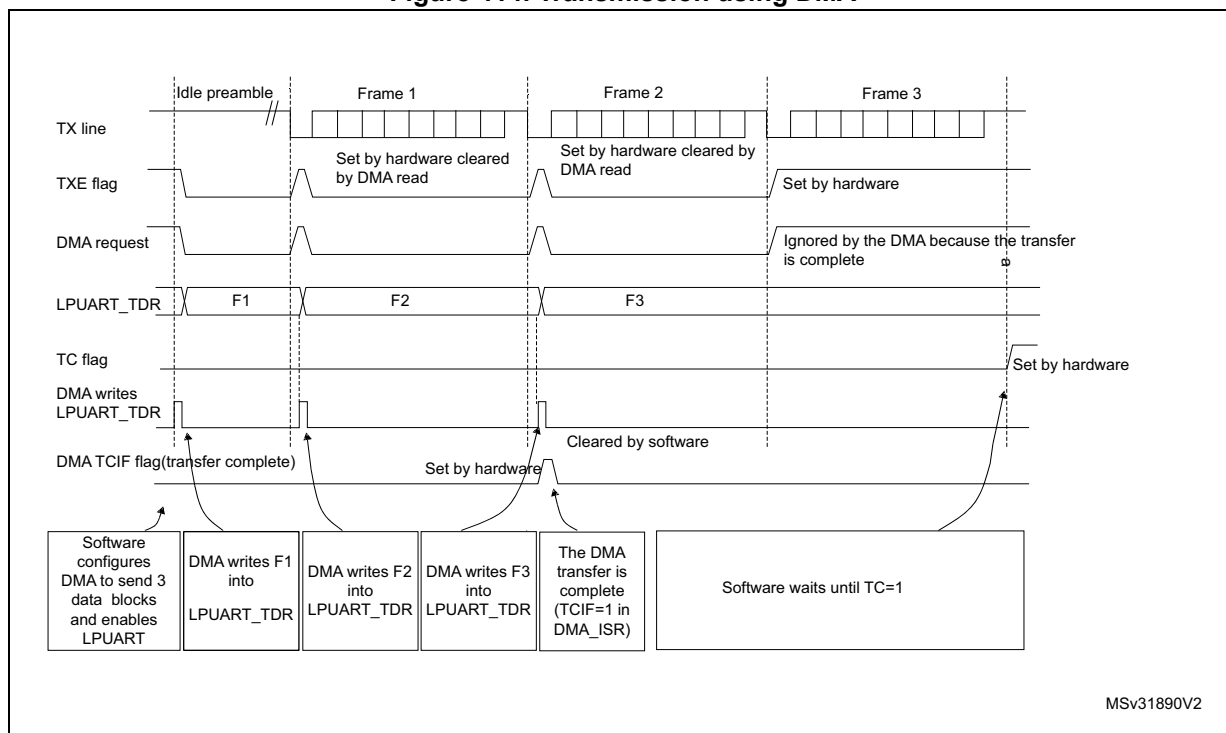 Figure 411. Transmission using DMA
Idle preamble
Frame 1
Frame 2
Frame 3
TX line
Set by hardware cleared
by DMA read
Set by hardware cleared by
DMA read
TXE flag
Set by hardware
DMA request
Ignored by the DMA because the transfer
is complete
a
LPUART_TDR
F1
F2
F3
TC flag
Set by hardware
DMA writes
LPUART_TDR
Cleared by software
DMA TCIF flag(transfer complete)
Set by hardware
Software
configures
DMA to send 3
data blocks
and enables
LPUART
DMA writes F1
into
LPUART_TDR
DMA writes F2
into
LPUART_TDR
DMA writes F3
into
LPUART_TDR
The DMA
transfer is
complete
(TCIF=1 in
DMA_ISR)
Software waits until TC=1
MSv31890V2